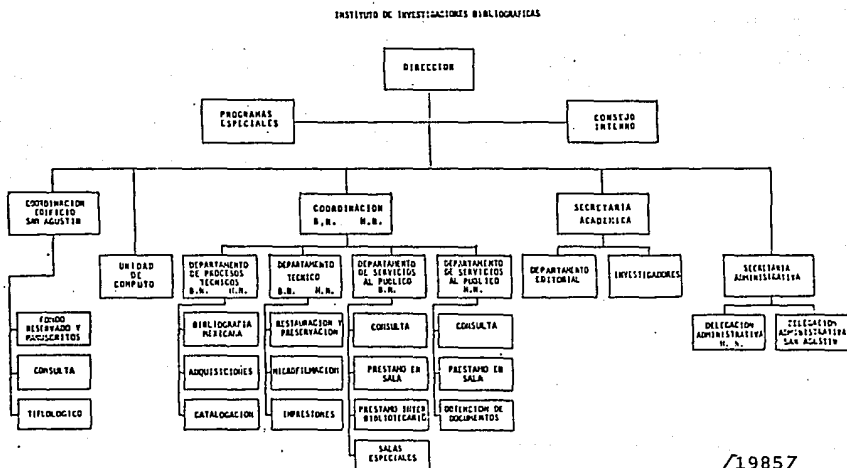 INSTITUTO DE INVESTIGACIONES BIBLIOGRAFICAS
DIRECCION
PROGRAMAS
ESPECIALES
CONSEJO
INTERNO
COORDINACION
EDIFICIO
SAN AGUSTIN
COORDINACION
B.N. H.N.
SECRETARIA
ACADEMICA
UNIDAD
DE
COMPUTO
DEPARTAMENTO
DE PROCESOS
TECNICOS
B.N. H.N.
DEPARTAMENTO
TECNICO
B.N. H.N.
DEPARTAMENTO
DE SERVICIOS
AL PUBLICO
B.N.
DEPARTAMENTO
DE SERVICIOS
AL PUBLICO
H.N.
DEPARTAMENTO
EDITORIAL
INVESTIGADORES
SECRETARIA
ADMINISTRATIVA
FONDO
RESERVADO Y
MANUSCRITOS
CONSULTA
TIFLOLOGICO
BIBLIOGRAFIA
MEXICANA
ADQUISICIONES
CATALOGACION
RESTAURACION Y
PRESERVACION
MICROFILMACION
IMPRESIONES
CONSULTA
PRESTAMO EN
SALA
PRESTAMO INTER
BIBLIOTECARIO
SALAS
ESPECIALES
CONSULTA
PRESTAMO EN
SALA
OBTENCION DE
DOCUMENTOS
DELEGACION
ADMINISTRATIVA
H. N.
DELEGACION
ADMINISTRATIVA
SAN AGUSTIN
/1985/